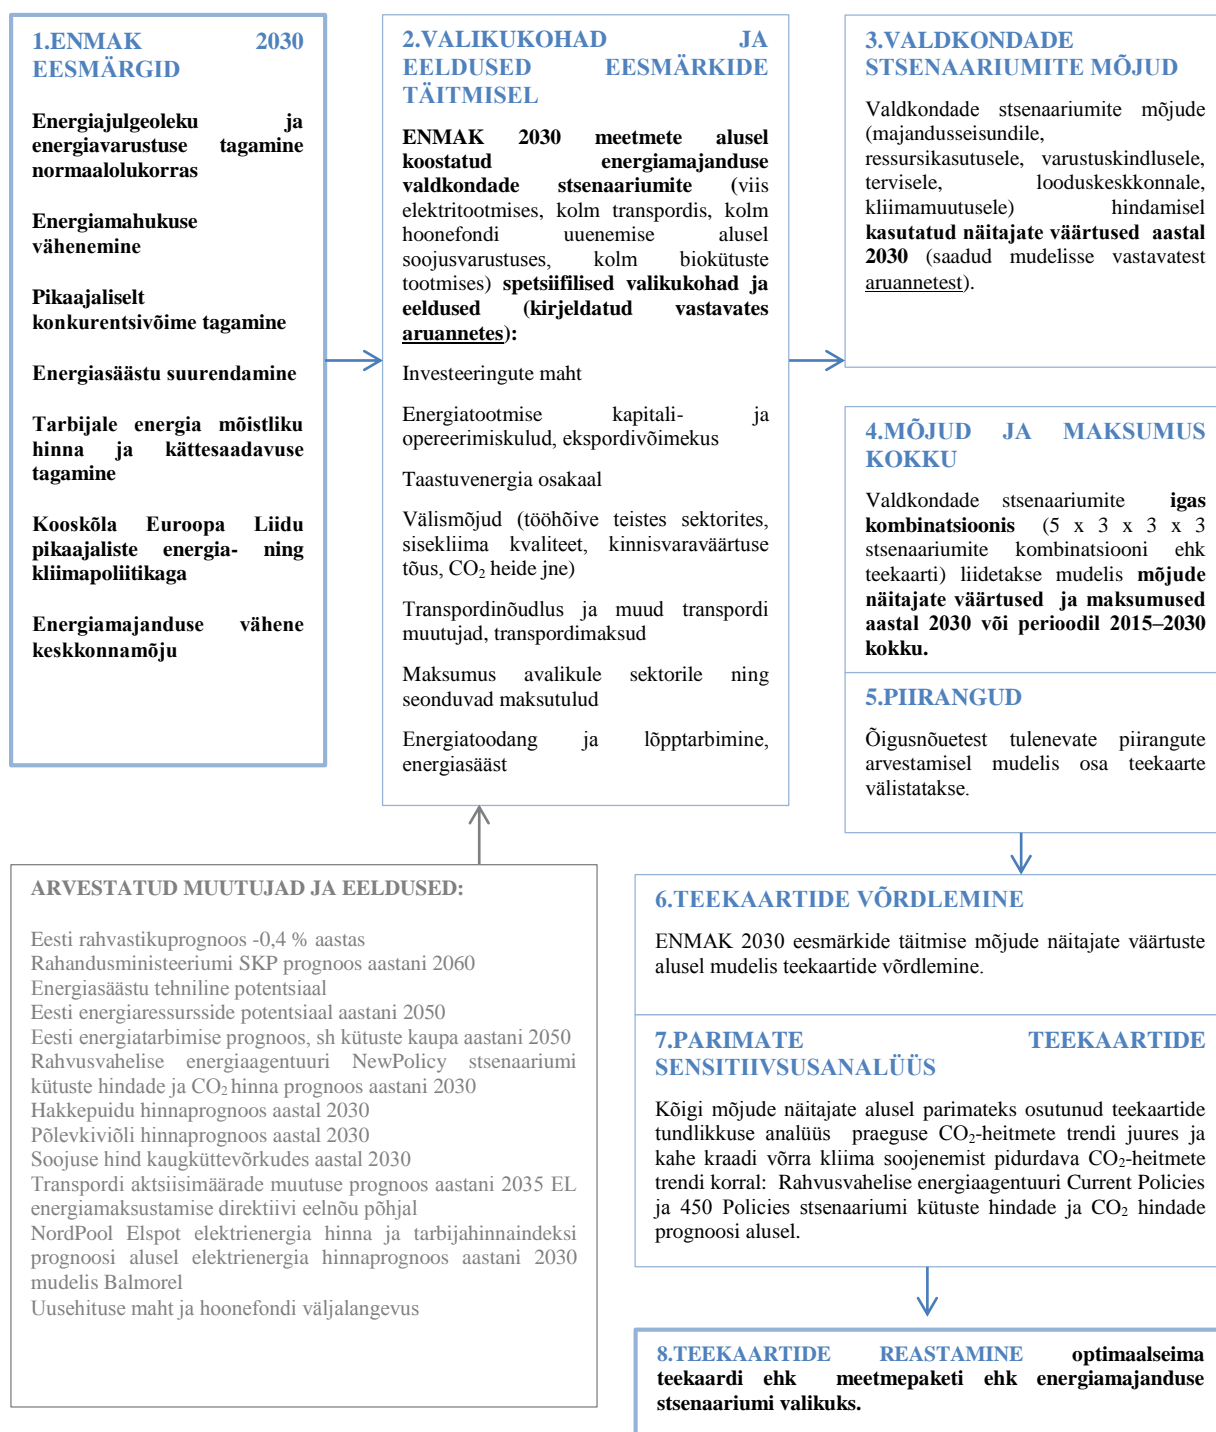 1.ENMAK 2030
EESMÄRGID
Energiajulgeoleku ja
energiavarustuse tagamine
normaalolukorras
Energiamahukuse
vähenemine
Pikaajaliselt
konkurentsivõime tagamine
Energiasäästu suurendamine
Tarbijale energia mõistliku
hinna ja kättesaadavuse
tagamine
Kooskõla Euroopa Liidu
pikaajaliste energia- ning
kliimapoliitikaga
Energiamajanduse vähene
keskkonnamõju
2.VALIKUKOHAD JA
EELDUSED EESMÄRKIDE
TÄITMISEL
ENMAK 2030 meetmete alusel
koostatud energiamajanduse
valdkondade stsenaariumite (viis
elektritootmises, kolm transpordis, kolm
hoonefondi uuenemise alusel
soojusvarustuses, kolm biokütuste
tootmises) spetsiifilised valikukohad ja
eeldused (kirjeldatud vastavates
aruannetes):
Investeeringute maht
Energiatootmise kapitali- ja
opereerimiskulud, ekspordivõimekus
Taastuvenergia osakaal
Välismõjud (tööhõive teistes sektorites,
sisekliima kvaliteet, kinnisvaraväärtuse
tõus, CO₂ heide jne)
Transpordinõudlus ja muud transpordi
muutujad, transpordimaksud
Maksumus avalikule sektorile ning
seonduvad maksutulud
Energiatoodang ja lõpptarbimine,
energiasääst
3.VALDKONDADE
STSENAARIUMITE MÕJUD
Valdkondade stsenaariumite mõjude
(majandusseisundile,
ressursikasutusele, varustuskindlusele,
tervisele, looduskeskkonnale,
kliimamuutusele) hindamisel
kasutatud näitajate väärtused aastal
2030 (saadud mudelisse vastavatest
aruannetest).
4.MÕJUD JA MAKSUMUS
KOKKU
Valdkondade stsenaariumite igas
kombinatsioonis (5 x 3 x 3 x 3
stsenaariumite kombinatsiooni ehk
teekaarti) liidetakse mudelis mõjude
näitajate väärtused ja maksumused
aastal 2030 või perioodil 2015–2030
kokku.
5.PIIRANGUD
Õigusnõuetest tulenevate piirangute
arvestamisel mudelis osa teekaarte
välistatakse.
ARVESTATUD MUUTUJAD JA EELDUSED:
Eesti rahvastikuprognoos -0,4 % aastas
Rahandusministeeriumi SKP prognoos aastani 2060
Energiasäästu tehniline potentsiaal
Eesti energiaressursside potentsiaal aastani 2050
Eesti energiatarbimise prognoos, sh kütuste kaupa aastani 2050
Rahvusvahelise energiaagentuuri NewPolicy stsenaariumi
kütuste hindade ja CO₂ hinna prognoos aastani 2030
Hakkepuidu hinnaprognoos aastal 2030
Põlevkiviõli hinnaprognoos aastal 2030
Soojuse hind kaugküttevõrkudes aastal 2030
Transpordi aktsiisimäärade muutuse prognoos aastani 2035 EL
energiamaksustamise direktiivi eelnõu põhjal
NordPool Elspot elektrienergia hinna ja tarbijahinnaindeksi
prognoosi alusel elektrienergia hinnaprognoos aastani 2030
mudelis Balmorel
Uusehituse maht ja hoonefondi väljalangevus
6.TEEKAARTIDE VÕRDLEMINE
ENMAK 2030 eesmärkide täitmise mõjude näitajate väärtuste
alusel mudelis teekaartide võrdlemine.
7.PARIMATE TEEKAARTIDE
SENSITIIVSUSANALÜÜS
Kõigi mõjude näitajate alusel parimateks osutunud teekaartide
tundlikkuse analüüs praeguse CO₂-heitmete trendi juures ja
kahe kraadi võrra kliima soojenemist pidurdava CO₂-heitmete
trendi korral: Rahvusvahelise energiaagentuuri Current Policies
ja 450 Policies stsenaariumi kütuste hindade ja CO₂ hindade
prognoosi alusel.
8.TEEKAARTIDE REASTAMINE optimaalseima
teekaardi ehk meetmepaketi ehk energiamajanduse
stsenaariumi valikuks.